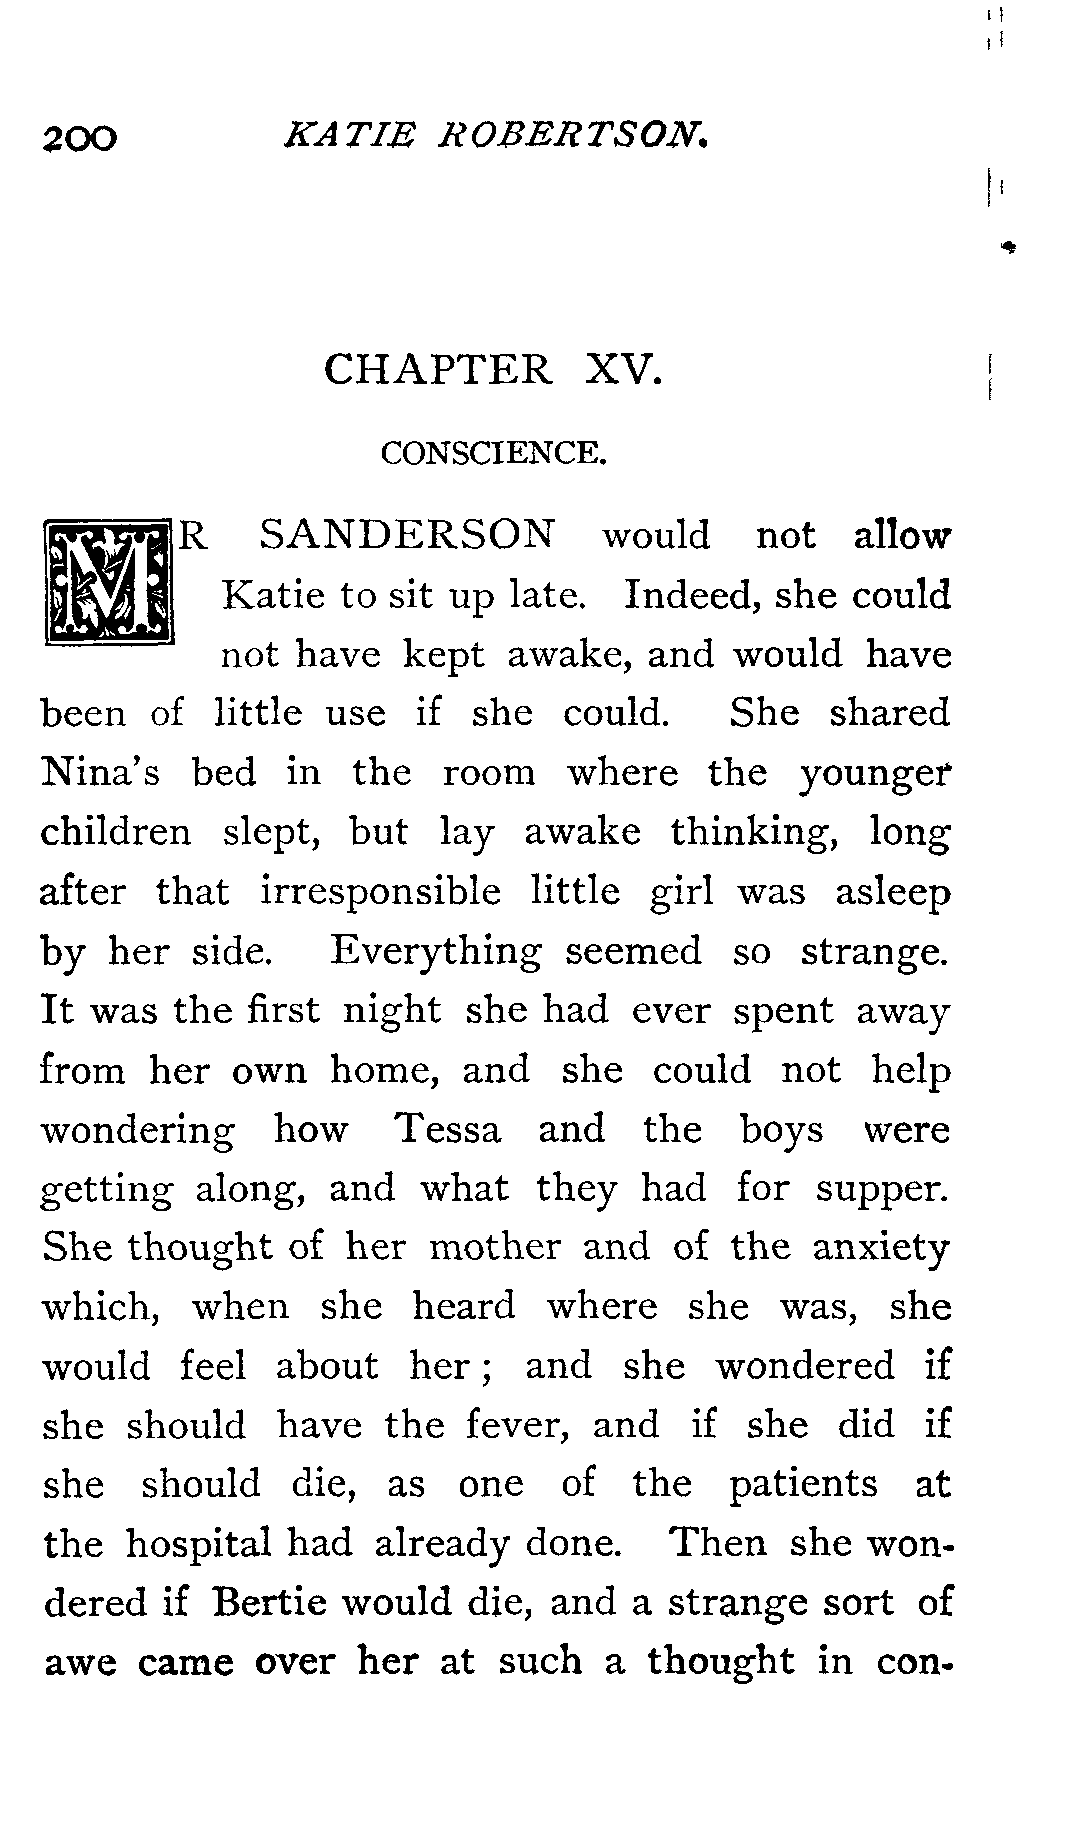 200 KATIE ROBERTSON.
CHAPTER XV.
CONSCIENCE.
MR SANDERSON would not allow
Katie to sit up late. Indeed, she could
not have kept awake, and would have
been of little use if she could. She shared
Nina's bed in the room where the younger
children slept, but lay awake thinking, long
after that irresponsible little girl was asleep
by her side. Everything seemed so strange.
It was the first night she had ever spent away
from her own home, and she could not help
wondering how Tessa and the boys were
getting along, and what they had for supper.
She thought of her mother and of the anxiety
which, when she heard where she was, she
would feel about her ; and she wondered if
she should have the fever, and if she did if
she should die, as one of the patients at
the hospital had already done. Then she won-
dered if Bertie would die, and a strange sort of
awe came over her at such a thought in con-